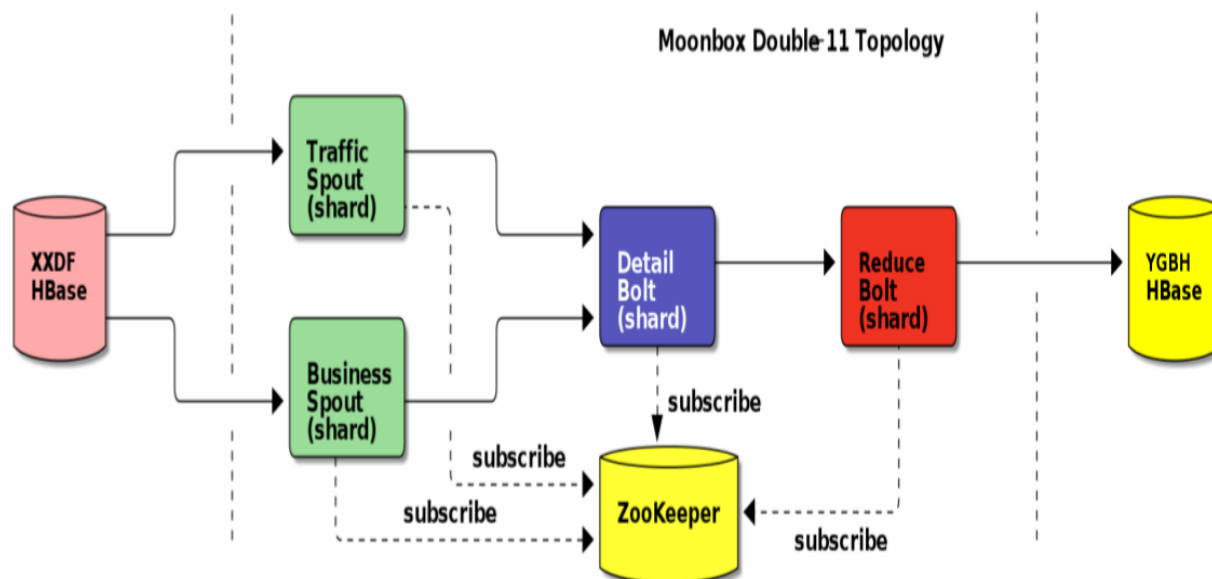 Moonbox Double-11 Topology
Traffic
Spout
(shard)
XXDF
HBase
Detail
Bolt
(shard)
Reduce
Bolt
(shard)
YGBH
HBase
Business
Spout
(shard)
subscribe
subscribe
subscribe
ZooKeeper
subscribe